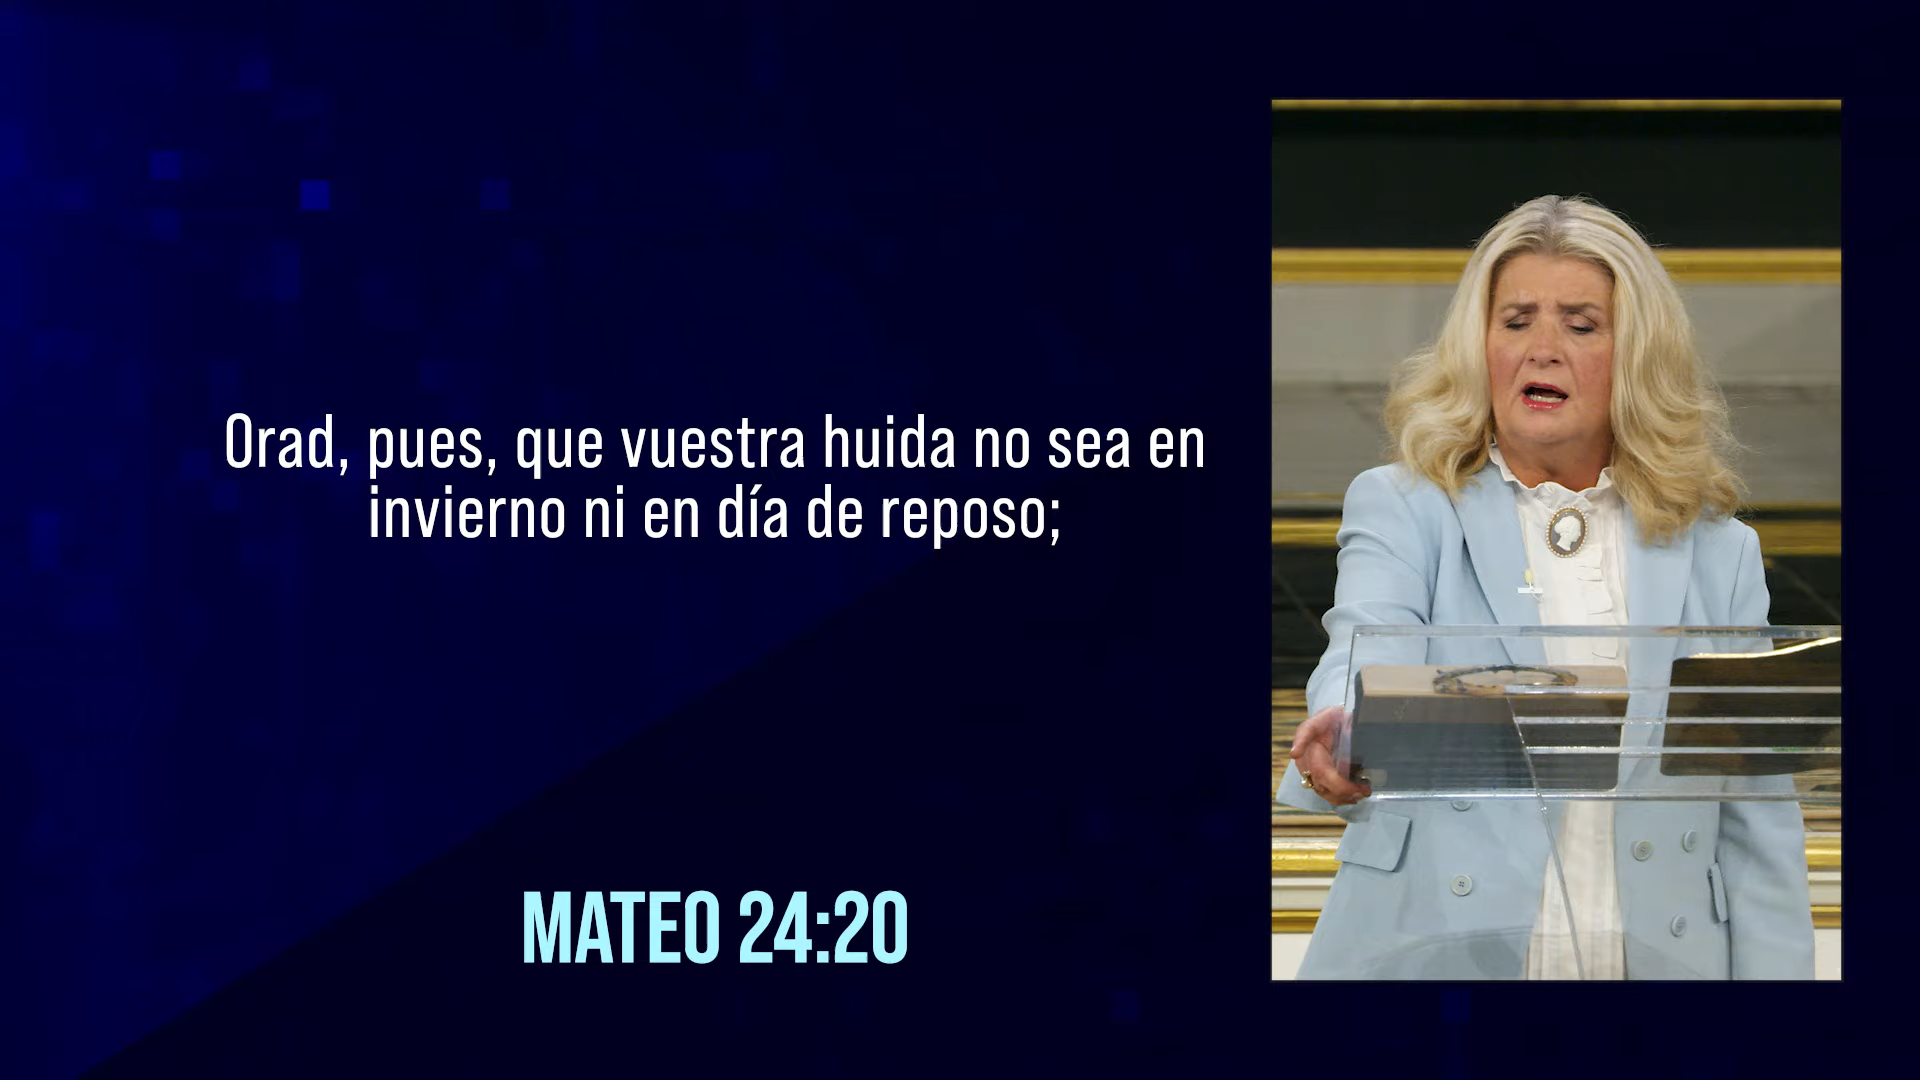 Orad, pues, que vuestra huida no sea en
invierno ni en día de reposo;
MATEO 24:20